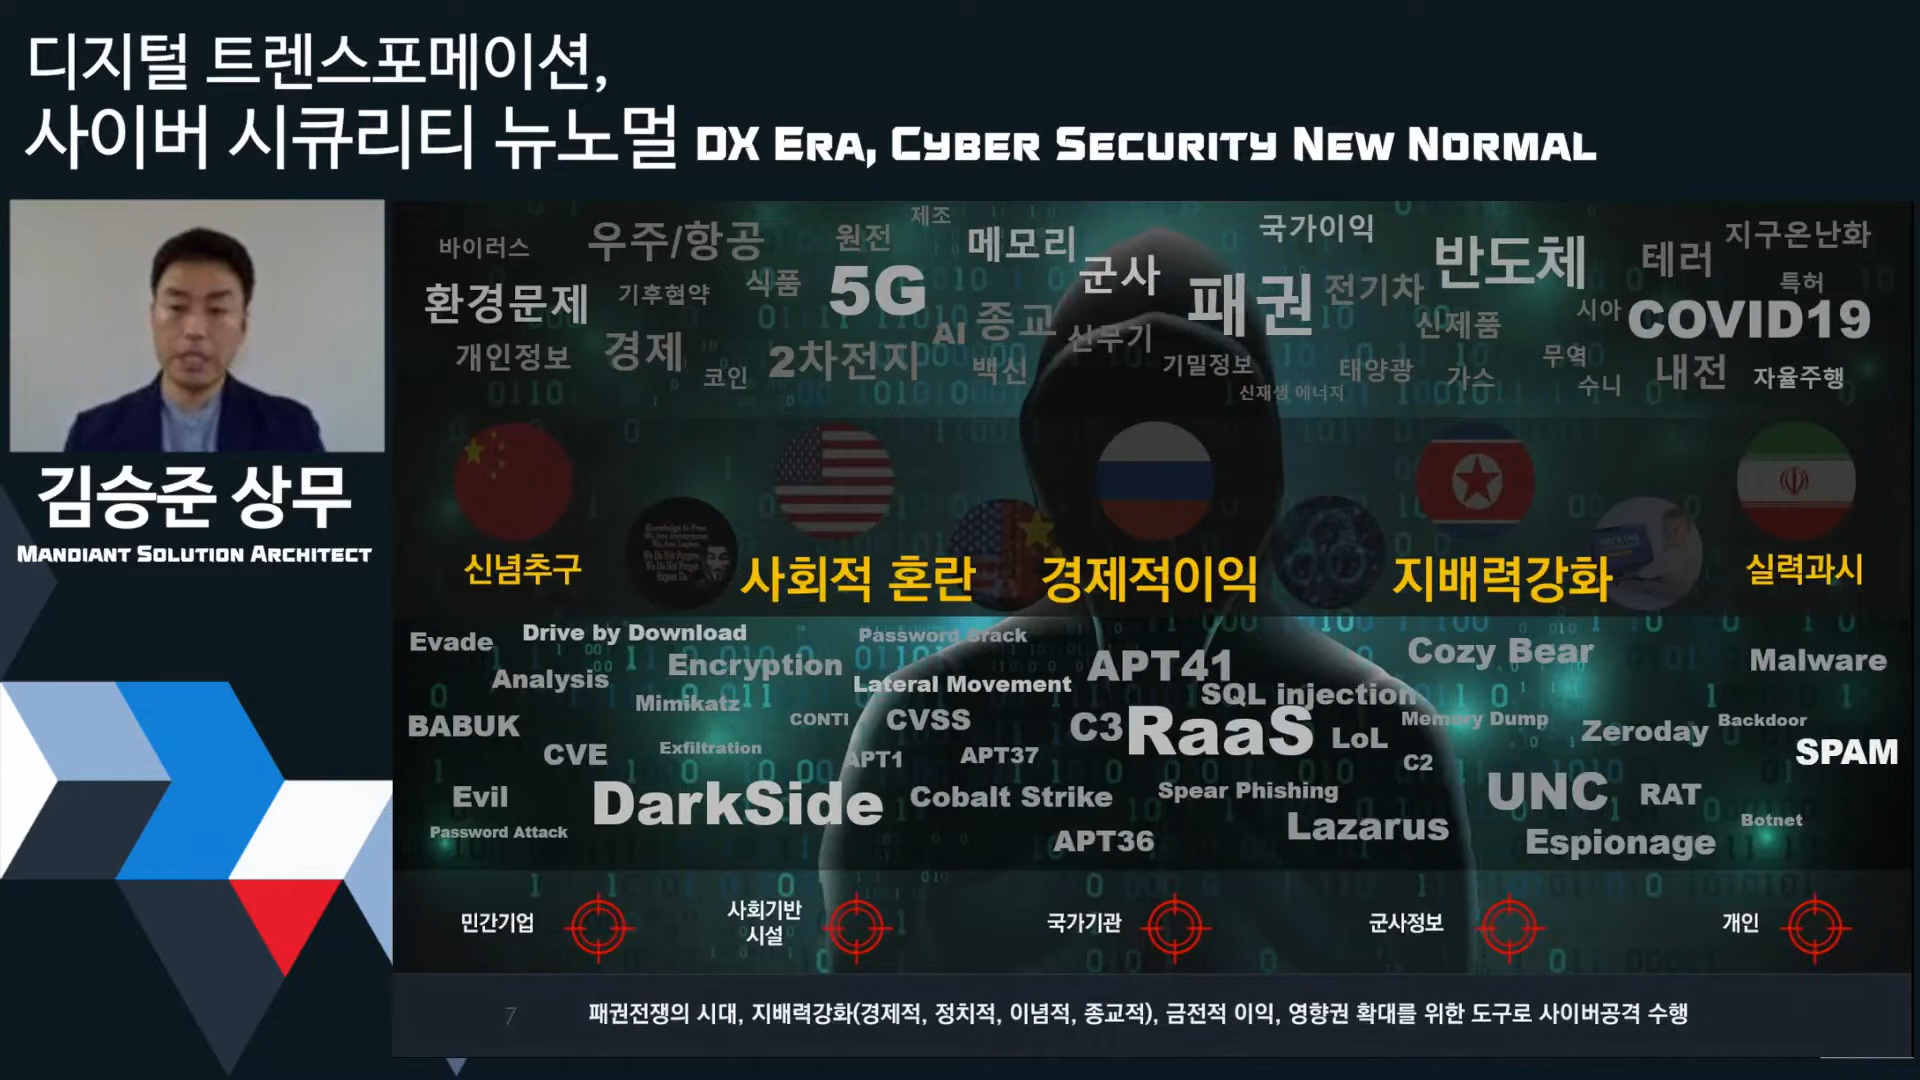 디지털 트렌스포메이션,
사이버 시큐리티 뉴노멀 DX ERA, CYBER SECURITY NEW NORMAL
김승준 상무
MANDIANT SOLUTION ARCHITECT
바이러스 우주/항공 원전 제조 메모리 국가이익 반도체 테러 지구온난화
환경문제 기후협약 식품 5G 군사 패권 전기차 특허
AI 종교 신무기 신제품 시아 COVID19
개인정보 경제 코인 2차전지 백신 기밀정보 태양광 가스 무역 수니 내전 자율주행
신재생 에너지
신념추구 사회적 혼란 경제적이익 지배력강화 실력과시
Evade Drive by Download Password Crack Cozy Bear Malware
Analysis Encryption Lateral Movement APT41 SQL injection
Mimikatz
BABUK CONTI CVSS C3 RaaS LoL Memory Dump Zeroday Backdoor
CVE Exfiltration APT1 APT37 C2 SPAM
Evil DarkSide Cobalt Strike Spear Phishing UNC RAT
Password Attack APT36 Lazarus Espionage Botnet
민간기업
사회기반
시설
국가기관
군사정보
개인
7 패권전쟁의 시대, 지배력강화(경제적, 정치적, 이념적, 종교적), 금전적 이익, 영향권 확대를 위한 도구로 사이버공격 수행